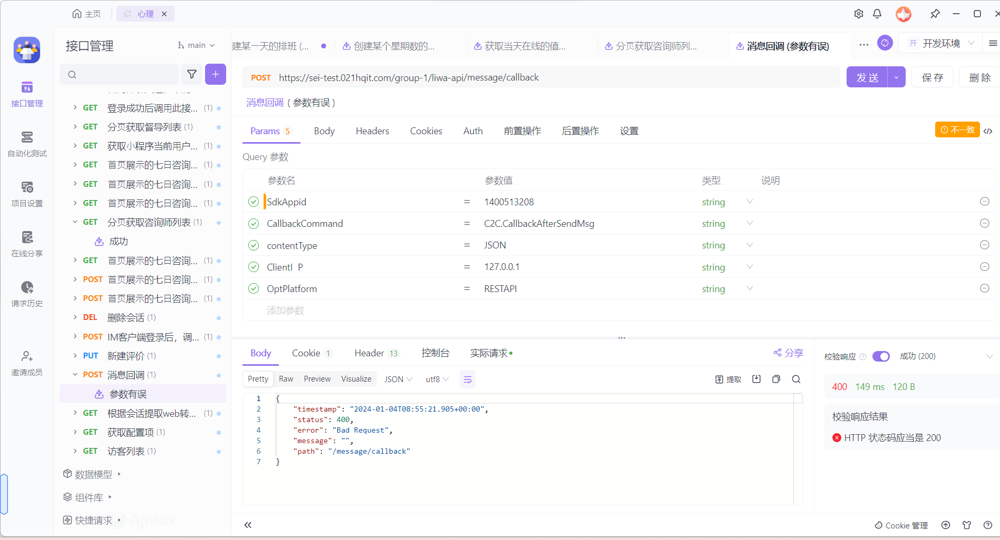 主页
心理
接口管理
main
建某一天的排班 (...
创建某个星期数的...
获取当天在线的值...
分页获取咨询师列...
消息回调 (参数有误)
开 开发环境
接口管理
自动化测试
项目设置
在线分享
请求历史
邀请成员
GET 登录成功后调用此接... (1)
GET 分页获取督导列表 (1)
GET 获取小程序当前用户... (1)
GET 首页展示的七日咨询... (1)
GET 首页展示的七日咨询... (1)
GET 首页展示的七日咨询... (1)
GET 分页获取咨询师列表 (1)
成功
GET 首页展示的七日咨询... (1)
POST 首页展示的七日咨询... (1)
POST 首页展示的七日咨询... (1)
DEL 删除会话 (1)
POST IM客户端登录后，调... (1)
PUT 新建评价 (1)
POST 消息回调 (1)
参数有误
GET 根据会话提取web转... (1)
GET 获取配置项 (1)
GET 访客列表 (1)
数据模型
组件库
快捷请求
Apifox
POST https://sei-test.021hqit.com/group-1/liwa-api/message/callback
发 送
保 存
删 除
消息回调 ( 参数有误 )
Params 5 Body Headers Cookies Auth 前置操作 后置操作 设置
不一致
Query 参数
参数名 参数值 类型 说明
SdkAppid = 1400513208 string
CallbackCommand = C2C.CallbackAfterSendMsg string
contentType = JSON string
ClientI P = 127.0.0.1 string
OptPlatform = RESTAPI string
添加参数
Body Cookie 1 Header 13 控制台 实际请求
分享
Pretty Raw Preview Visualize JSON utf8
提取
1 {
2 "timestamp": "2024-01-04T08:55:21.905+00:00",
3 "status": 400,
4 "error": "Bad Request",
5 "message": "",
6 "path": "/message/callback"
7 }
校验响应
成功 (200)
400 149 ms 120 B
校验响应结果
HTTP 状态码应当是 200
Cookie 管理